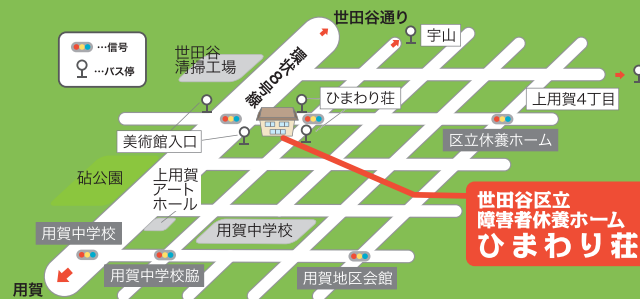 世田谷通り
宇山
…信号
…バス停
世田谷
清掃工場
環状8号線
ひまわり荘
上用賀4丁目
美術館入口
区立休養ホーム
砧公園
上用賀
アート
ホール
世田谷区立
障害者休養ホーム
ひまわり荘
用賀中学校
用賀中学校
用賀中学校脇
用賀地区会館
用賀